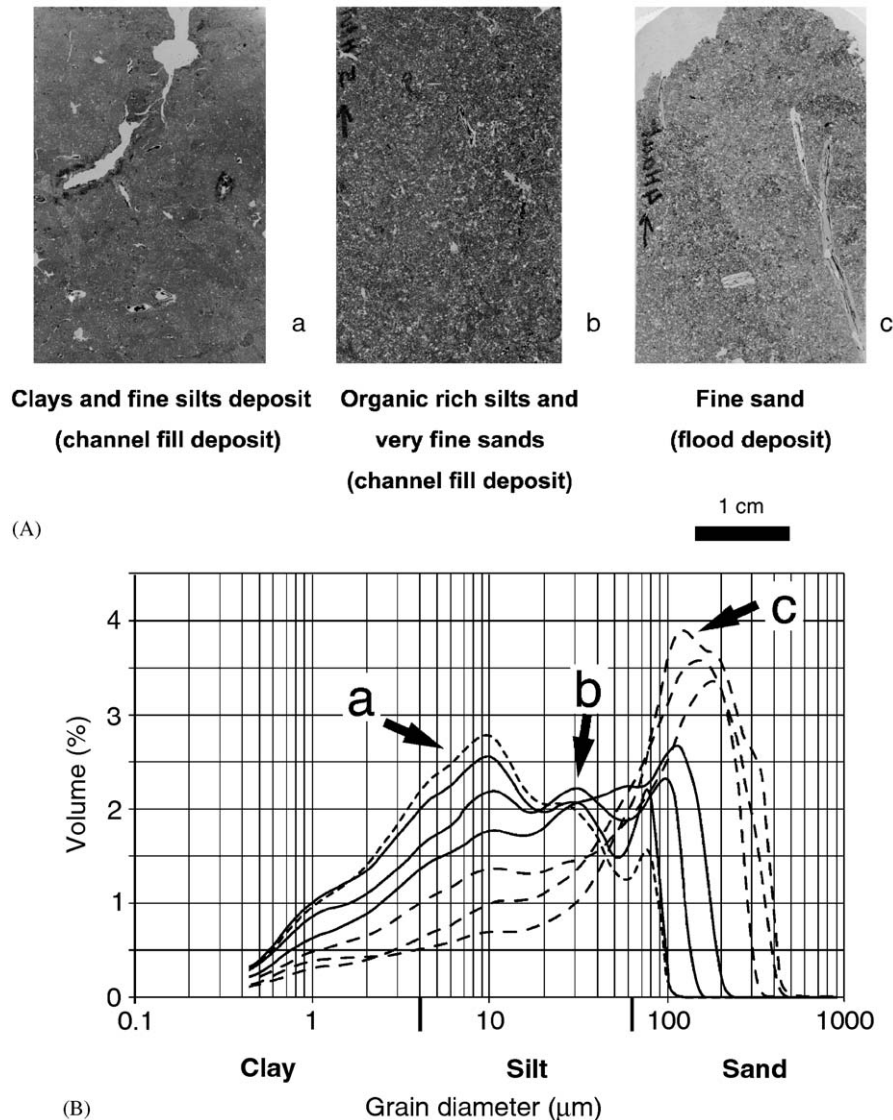 a
b
c
Clays and fine silts deposit
(channel fill deposit)
Organic rich silts and
very fine sands
(channel fill deposit)
Fine sand
(flood deposit)
1 cm
(A)
Volume (%)
4
3
2
1
0
a
b
c
0.1
1
10
100
1000
Clay
Silt
Sand
Grain diameter (μm)
(B)